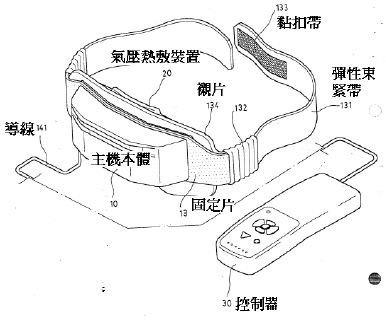 133
黏扣帶
氣壓熱敷裝置
20
襯片
134
132
彈性束
緊帶
131
導線 141
主機本體
10
13
固定片
30 控制器